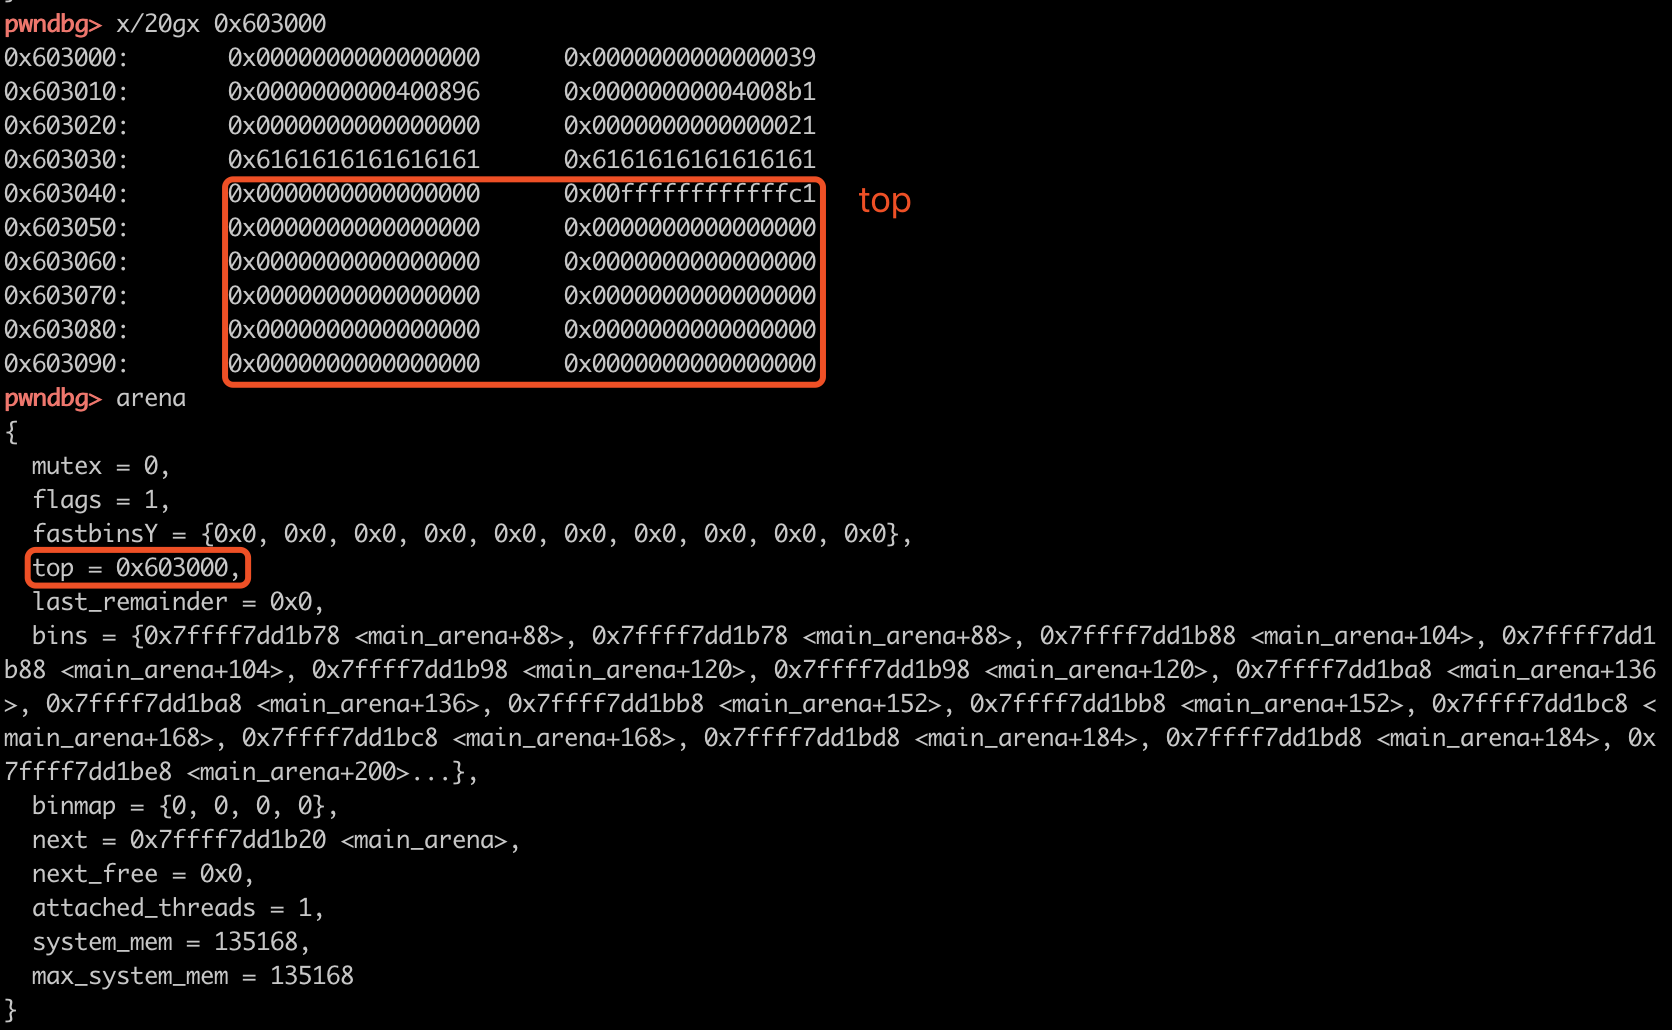 pwndbg> x/20gx 0x603000
0x603000:	0x0000000000000000	0x0000000000000039
0x603010:	0x0000000000400896	0x00000000004008b1
0x603020:	0x0000000000000000	0x0000000000000021
0x603030:	0x6161616161616161	0x6161616161616161
0x603040:	0x0000000000000000	0x00ffffffffffffc1	top
0x603050:	0x0000000000000000	0x0000000000000000
0x603060:	0x0000000000000000	0x0000000000000000
0x603070:	0x0000000000000000	0x0000000000000000
0x603080:	0x0000000000000000	0x0000000000000000
0x603090:	0x0000000000000000	0x0000000000000000
pwndbg> arena
{
  mutex = 0,
  flags = 1,
  fastbinsY = {0x0, 0x0, 0x0, 0x0, 0x0, 0x0, 0x0, 0x0, 0x0, 0x0},
  top = 0x603000,
  last_remainder = 0x0,
  bins = {0x7ffff7dd1b78 <main_arena+88>, 0x7ffff7dd1b78 <main_arena+88>, 0x7ffff7dd1b88 <main_arena+104>, 0x7ffff7dd1
b88 <main_arena+104>, 0x7ffff7dd1b98 <main_arena+120>, 0x7ffff7dd1b98 <main_arena+120>, 0x7ffff7dd1ba8 <main_arena+136
>, 0x7ffff7dd1ba8 <main_arena+136>, 0x7ffff7dd1bb8 <main_arena+152>, 0x7ffff7dd1bb8 <main_arena+152>, 0x7ffff7dd1bc8 <
main_arena+168>, 0x7ffff7dd1bc8 <main_arena+168>, 0x7ffff7dd1bd8 <main_arena+184>, 0x7ffff7dd1bd8 <main_arena+184>, 0x
7ffff7dd1be8 <main_arena+200>...},
  binmap = {0, 0, 0, 0},
  next = 0x7ffff7dd1b20 <main_arena>,
  next_free = 0x0,
  attached_threads = 1,
  system_mem = 135168,
  max_system_mem = 135168
}